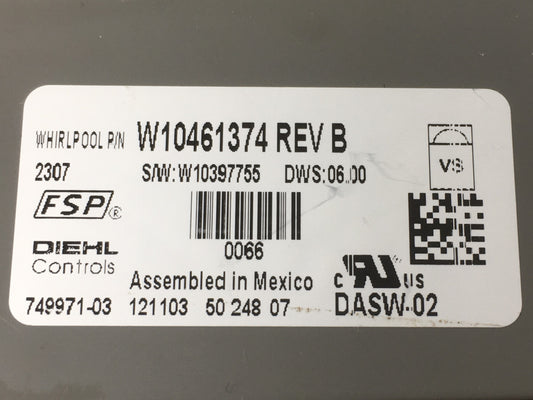 WHIRLPOOL P/N W10461374 REV B
2307 S/W:W10397755 DWS:06.00
VS
FSP®
0066
DIEHL
Controls
Assembled in Mexico
c RU US
749971-03 121103 50 248 07 DASW-02